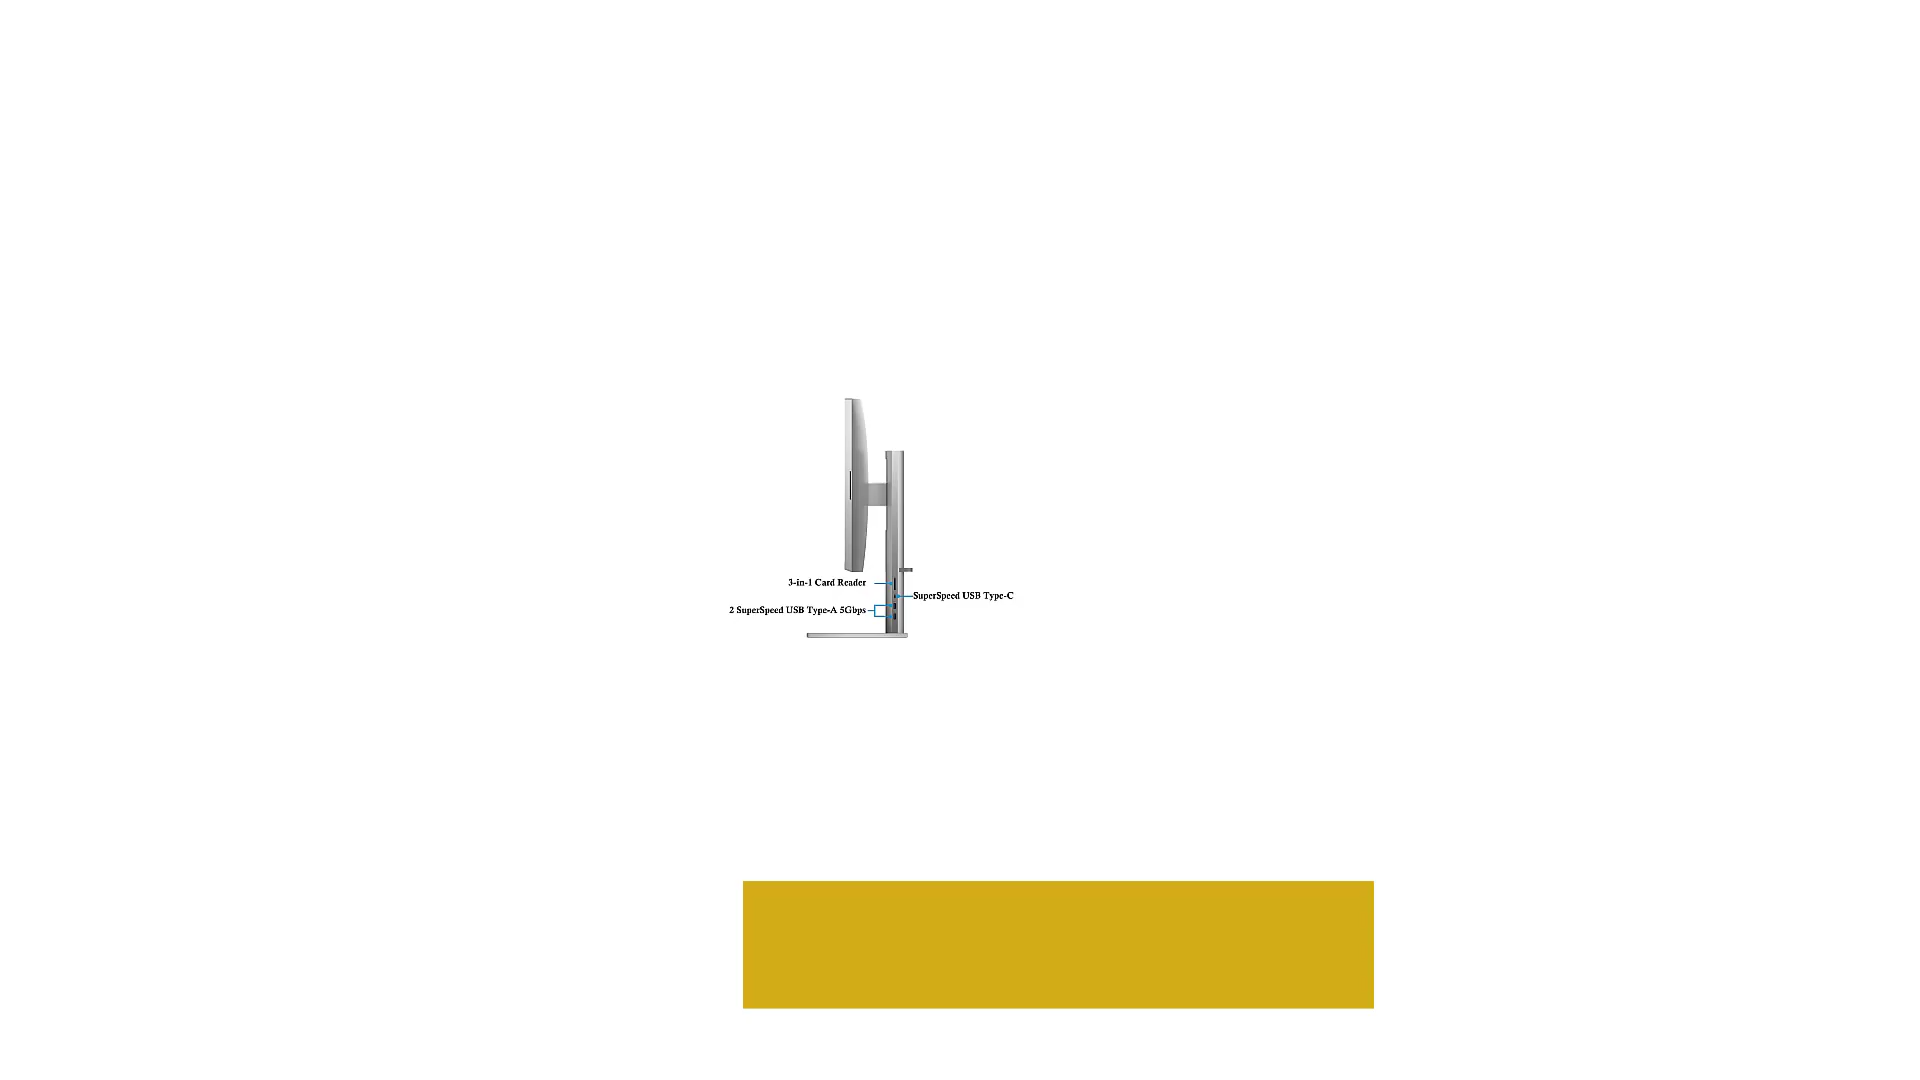 3-in-1 Card Reader
SuperSpeed USB Type-C
2 SuperSpeed USB Type-A 5Gbps